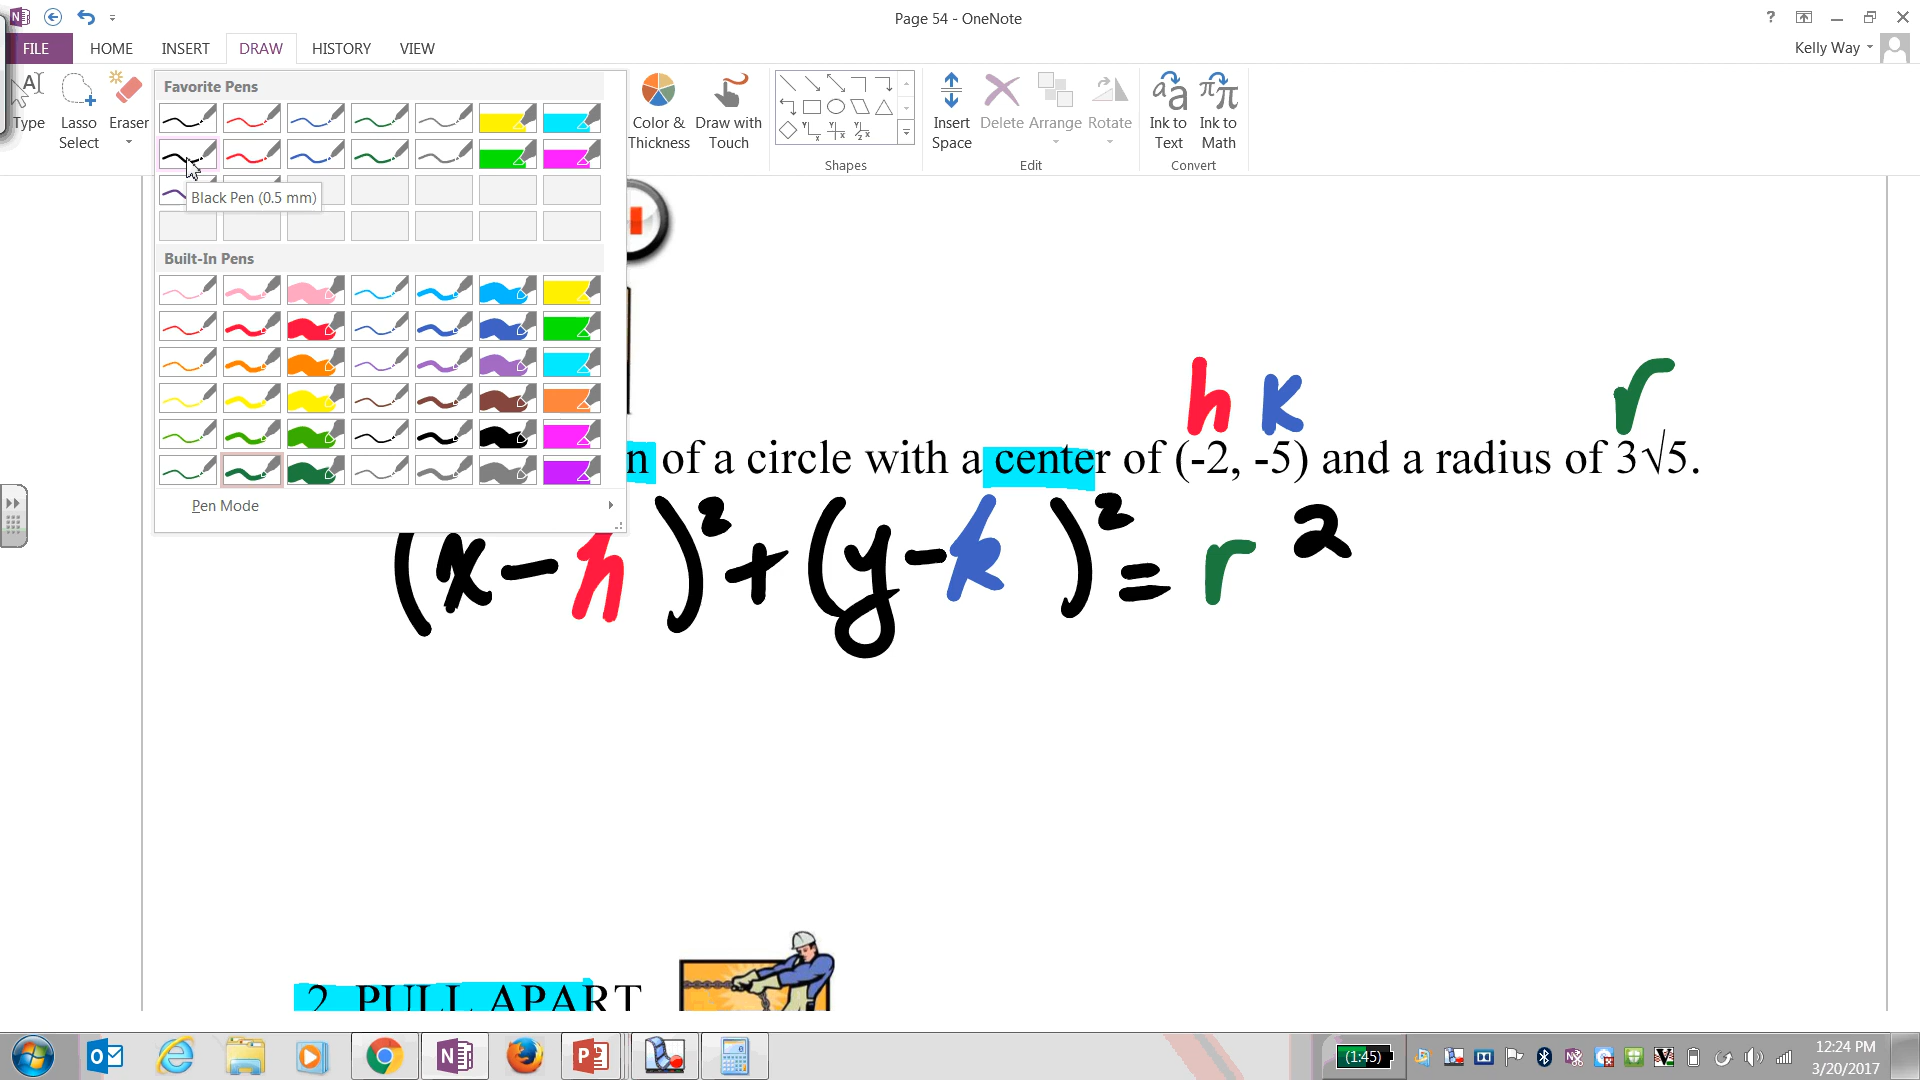 Page 54 - OneNote
?
FILE HOME INSERT DRAW HISTORY VIEW
Kelly Way
Type
Lasso Select
Eraser
Favorite Pens
Black Pen (0.5 mm)
Built-In Pens
Pen Mode
Color & Thickness
Draw with Touch
Shapes
Insert Space
Delete
Arrange
Rotate
Edit
Ink to Text
Ink to Math
Convert
h k r
n of a circle with a center of (-2, -5) and a radius of 3√5.
(x-h)²+(y-k)²=r²
2. PULL APART
(1:45)
12:24 PM
3/20/2017